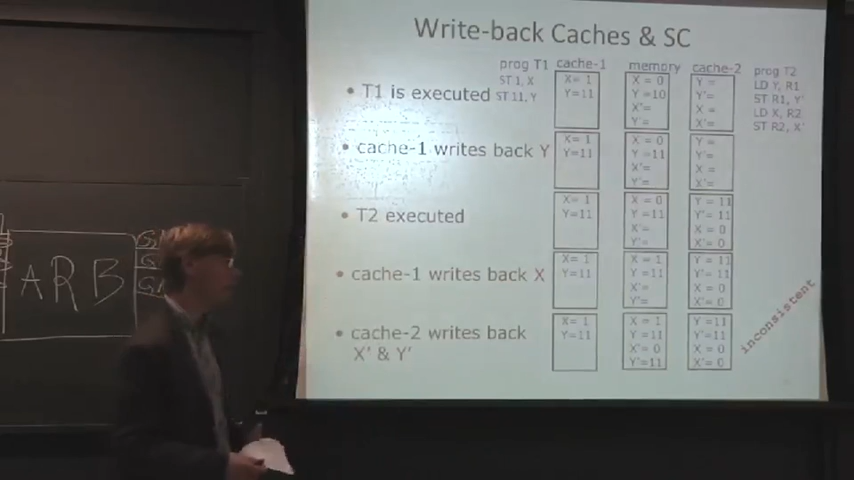 Write-back Caches & SC
prog T1 cache-1 memory cache-2 prog T2
ST 1, X
ST 11, Y
LD Y, R1
ST R1, Y'
LD X, R2
ST R2, X'
• T1 is executed
X= 1
Y=11
X = 0
Y =10
X'=
Y'=
Y =
Y'=
X =
X'=
• cache-1 writes back Y
X= 1
Y=11
X = 0
Y =11
X'=
Y'=
Y =
Y'=
X =
X'=
• T2 executed
X= 1
Y=11
X = 0
Y =11
X'=
Y'=
Y = 11
Y'= 11
X = 0
X'= 0
• cache-1 writes back X
X= 1
Y=11
X = 1
Y =11
X'=
Y'=
Y = 11
Y'= 11
X = 0
X'= 0
• cache-2 writes back
X' & Y'
X= 1
Y=11
X = 1
Y =11
X'= 0
Y'=11
Y =11
Y'=11
X = 0
X'= 0
inconsistent
ARB